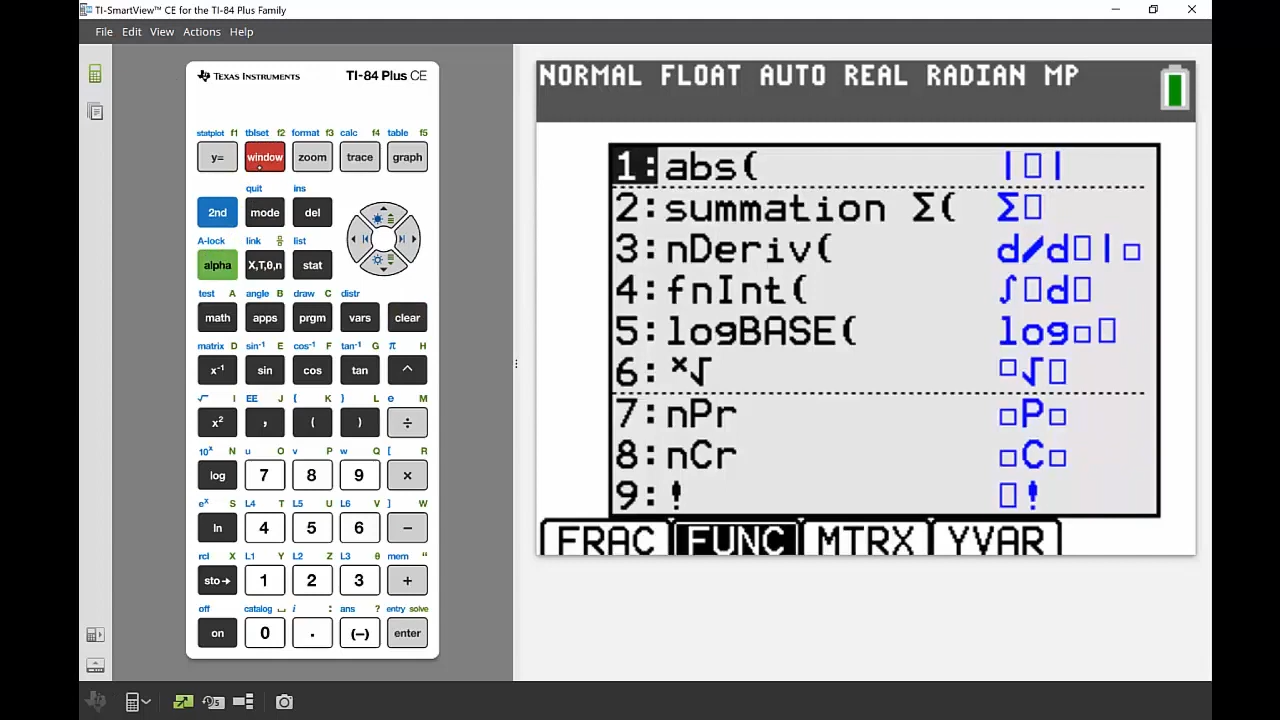 TI-SmartView™ CE for the TI-84 Plus Family
File Edit View Actions Help
TEXAS INSTRUMENTS TI-84 Plus CE
statplot f1 tblset f2 format f3 calc f4 table f5
y= window zoom trace graph
quit ins
2nd mode del
A-lock link list
alpha X,T,θ,n stat
test A angle B draw C distr
math apps prgm vars clear
matrix D sin⁻¹ E cos⁻¹ F tan⁻¹ G π H
x⁻¹ sin cos tan ^
√ I EE J { K } L e M
x² , ( ) ÷
10ˣ N u O v P w Q [ R
log 7 8 9 ×
eˣ S L4 T L5 U L6 V ] W
ln 4 5 6 −
rcl X L1 Y L2 Z L3 θ mem "
sto→ 1 2 3 +
off catalog ⎵ i : ans ? entry solve
on 0 . (−) enter
NORMAL FLOAT AUTO REAL RADIAN MP
1:abs( |□|
2:summation Σ( Σ□
3:nDeriv( d/d□|□
4:fnInt( ∫□d□
5:logBASE( log□□
6:ˣ√ □√□
7:nPr □P□
8:nCr □C□
9:! □!
FRAC FUNC MTRX YVAR